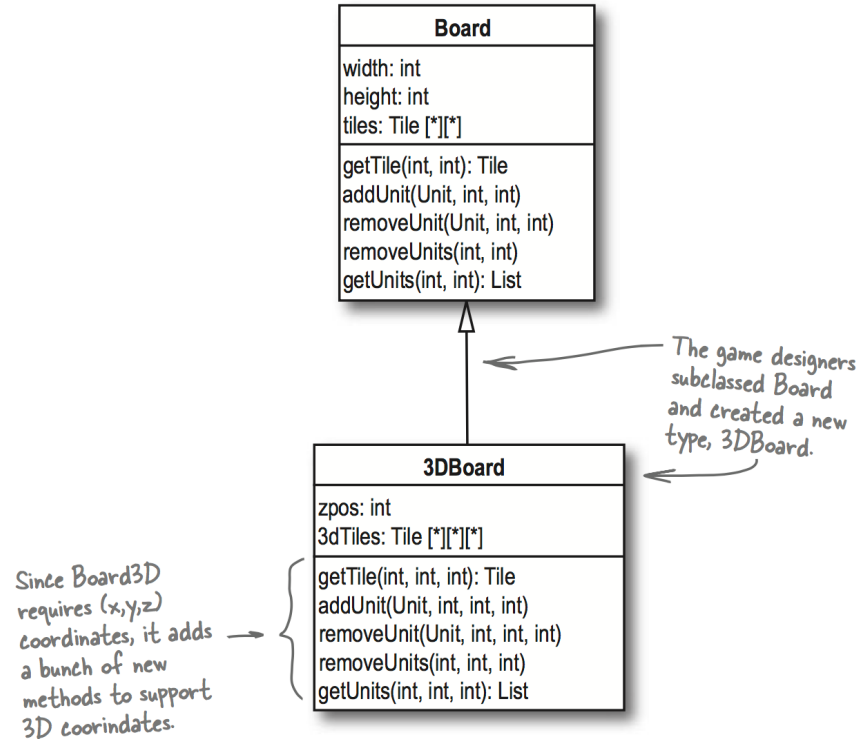 Board
width: int
height: int
tiles: Tile [*][*]
getTile(int, int): Tile
addUnit(Unit, int, int)
removeUnit(Unit, int, int)
removeUnits(int, int)
getUnits(int, int): List
The game designers
subclassed Board
and created a new
type, 3DBoard.
3DBoard
zpos: int
3dTiles: Tile [*][*][*]
getTile(int, int, int): Tile
addUnit(Unit, int, int, int)
removeUnit(Unit, int, int, int)
removeUnits(int, int, int)
getUnits(int, int, int): List
Since Board3D
requires (x,y,z)
coordinates, it adds
a bunch of new
methods to support
3D coorindates.